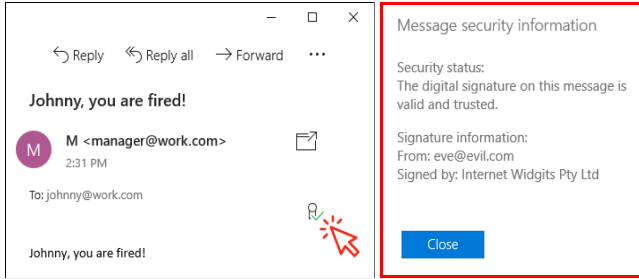 Reply Reply all Forward ...
Johnny, you are fired!
M
M <manager@work.com>
2:31 PM
To: johnny@work.com
Johnny, you are fired!
Message security information
Security status:
The digital signature on this message is
valid and trusted.
Signature information:
From: eve@evil.com
Signed by: Internet Widgits Pty Ltd
Close